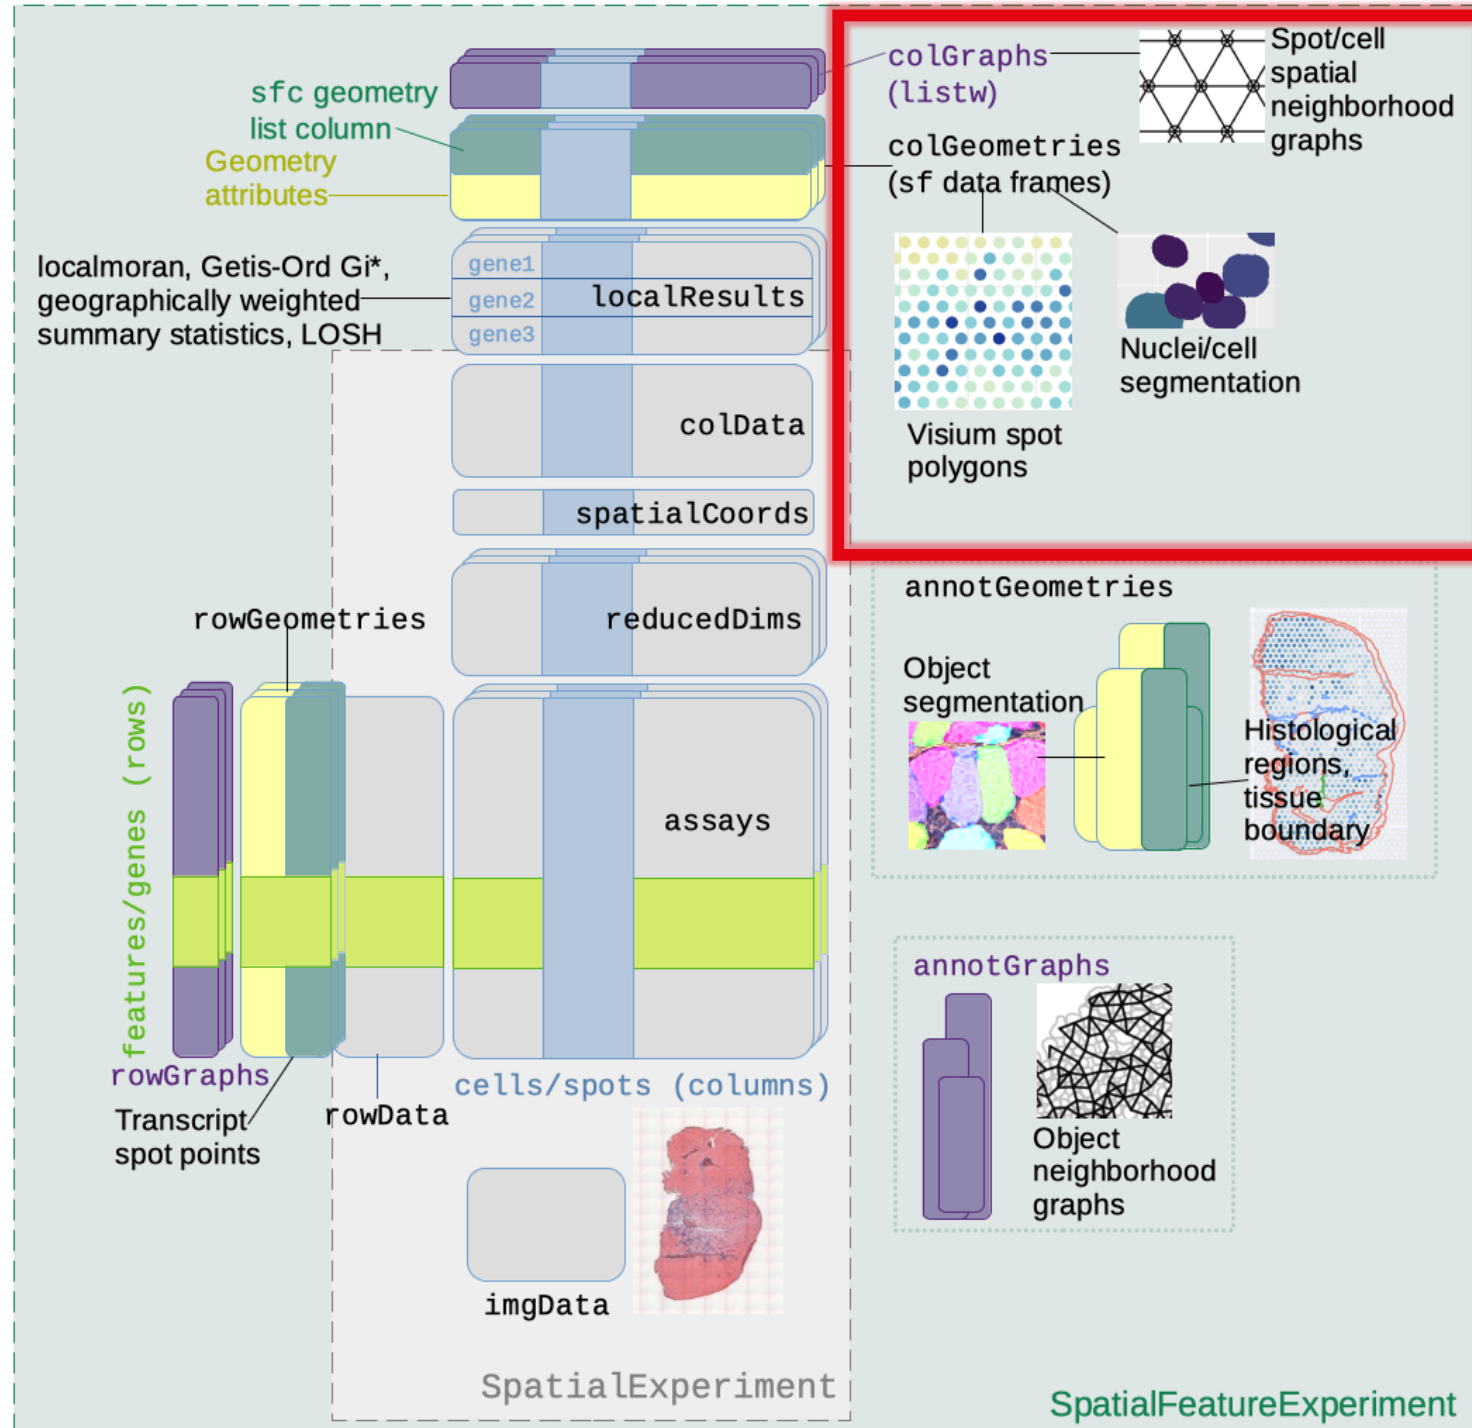 colGraphs
(listw)
Spot/cell
spatial
neighborhood
graphs
sfc geometry
list column
Geometry
attributes
colGeometries
(sf data frames)
localmoran, Getis-Ord Gi*,
geographically weighted
summary statistics, LOSH
gene1
gene2
gene3
localResults
Nuclei/cell
segmentation
Visium spot
polygons
colData
spatialCoords
reducedDims
annotGeometries
Object
segmentation
Histological
regions,
tissue
boundary
rowGeometries
features/genes (rows)
assays
rowGraphs
Transcript
spot points
rowData
cells/spots (columns)
annotGraphs
Object
neighborhood
graphs
imgData
SpatialExperiment
SpatialFeatureExperiment